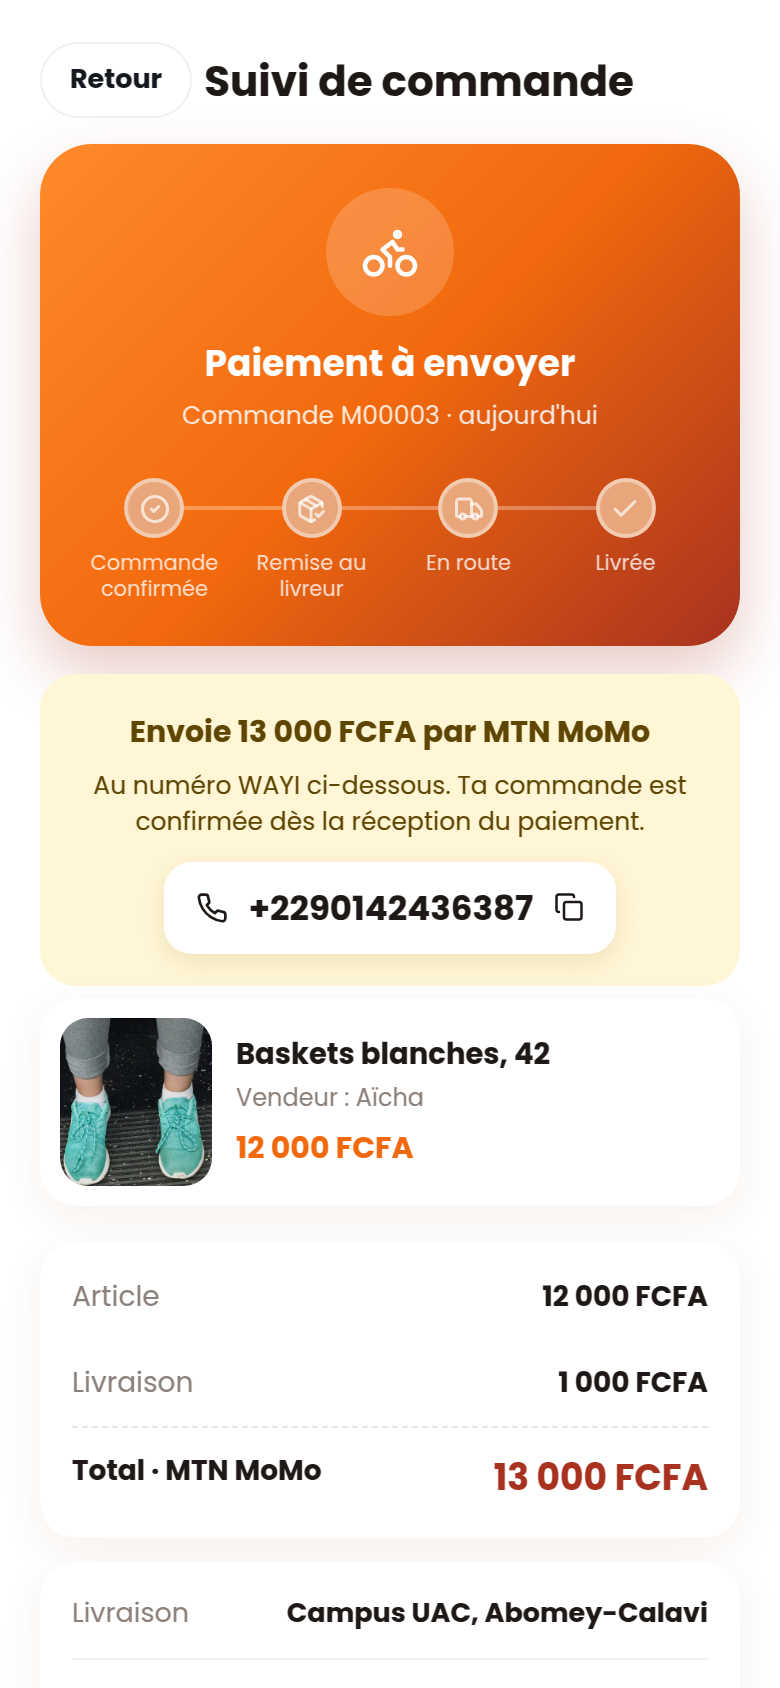 Retour
Suivi de commande
Paiement à envoyer
Commande M00003 · aujourd'hui
Commande confirmée
Remise au livreur
En route
Livrée
Envoie 13 000 FCFA par MTN MoMo
Au numéro WAYI ci-dessous. Ta commande est
confirmée dès la réception du paiement.
+2290142436387
Baskets blanches, 42
Vendeur : Aïcha
12 000 FCFA
Article 12 000 FCFA
Livraison 1 000 FCFA
Total · MTN MoMo 13 000 FCFA
Livraison Campus UAC, Abomey-Calavi